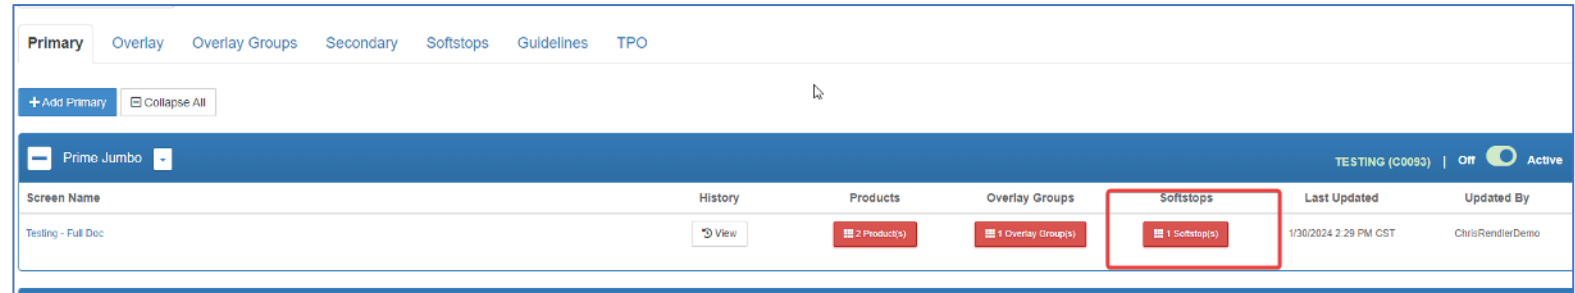 Primary Overlay Overlay Groups Secondary Softstops Guidelines TPO
Add Primary Collapse All
Prime Jumbo TESTING (C0093) | Off Active
Screen Name History Products Overlay Groups Softstops Last Updated Updated By
Testing - Full Doc View 2 Product(s) 1 Overlay Group(s) 1 Softstop(s) 1/30/2024 2:29 PM CST ChrisRendlerDemo